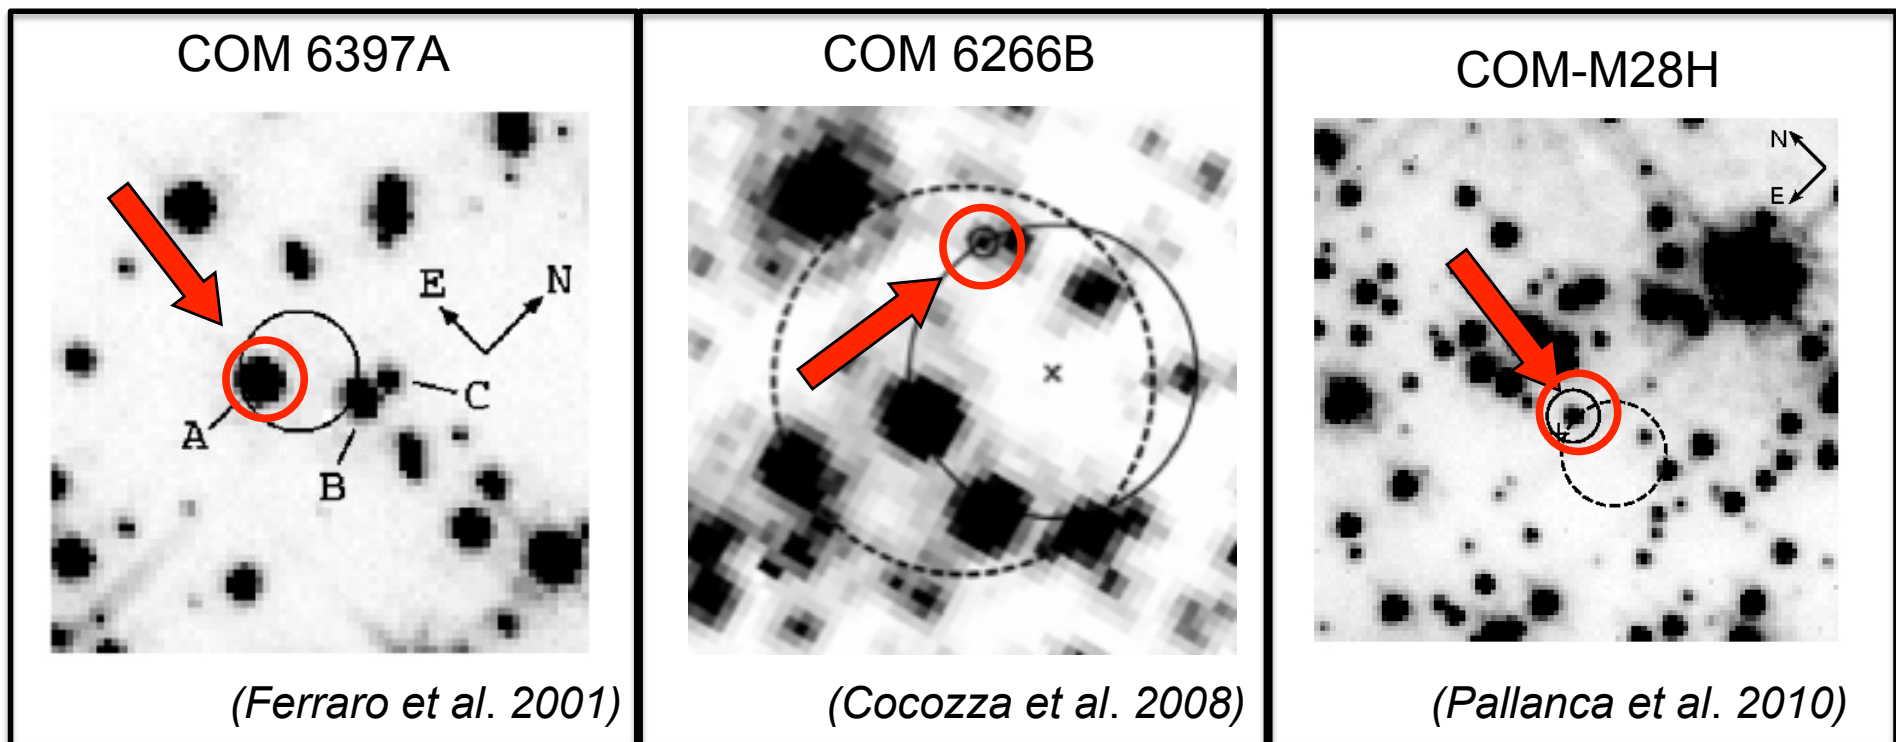 COM 6397A
E
N
A
B
C
(Ferraro et al. 2001)
COM 6266B
(Cocozza et al. 2008)
COM-M28H
N
E
(Pallanca et al. 2010)